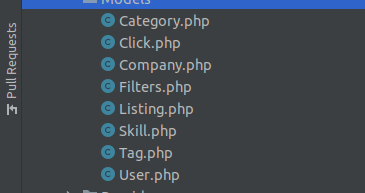 Models
Category.php
Click.php
Company.php
Filters.php
Listing.php
Skill.php
Tag.php
User.php
Pull Requests